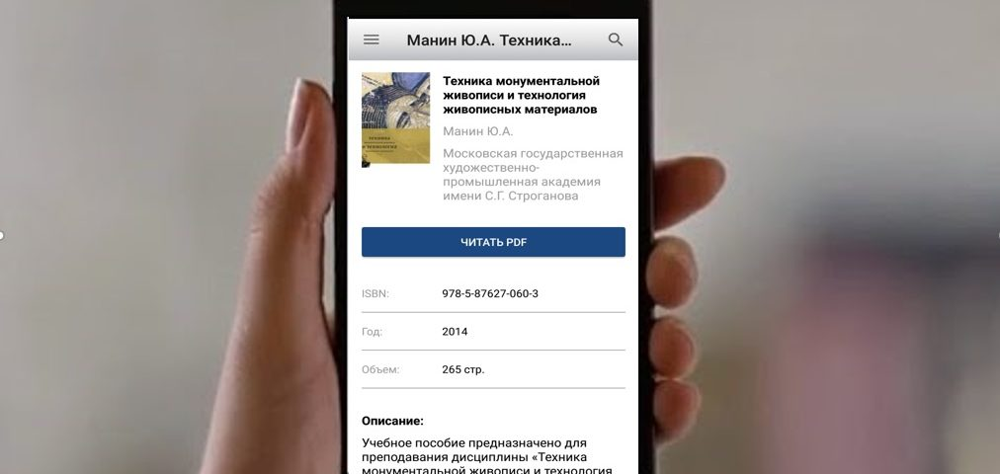 Манин Ю.А. Техника...
Техника монументальной
живописи и технология
живописных материалов
Манин Ю.А.
Московская государственная
художественно-
промышленная академия
имени С.Г. Строганова
ТЕХНИКА
И ТЕХНОЛОГИЯ
ЧИТАТЬ PDF
ISBN: 978-5-87627-060-3
Год: 2014
Объем: 265 стр.
Описание:
Учебное пособие предназначено для
преподавания дисциплины «Техника
монументальной живописи и технология